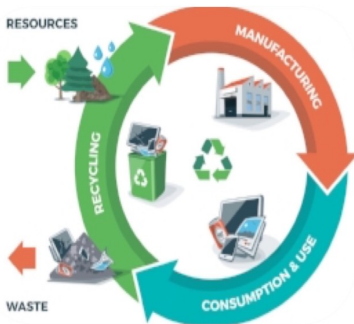 RESOURCES
MANUFACTURING
RECYCLING
CONSUMPTION & USE
WASTE